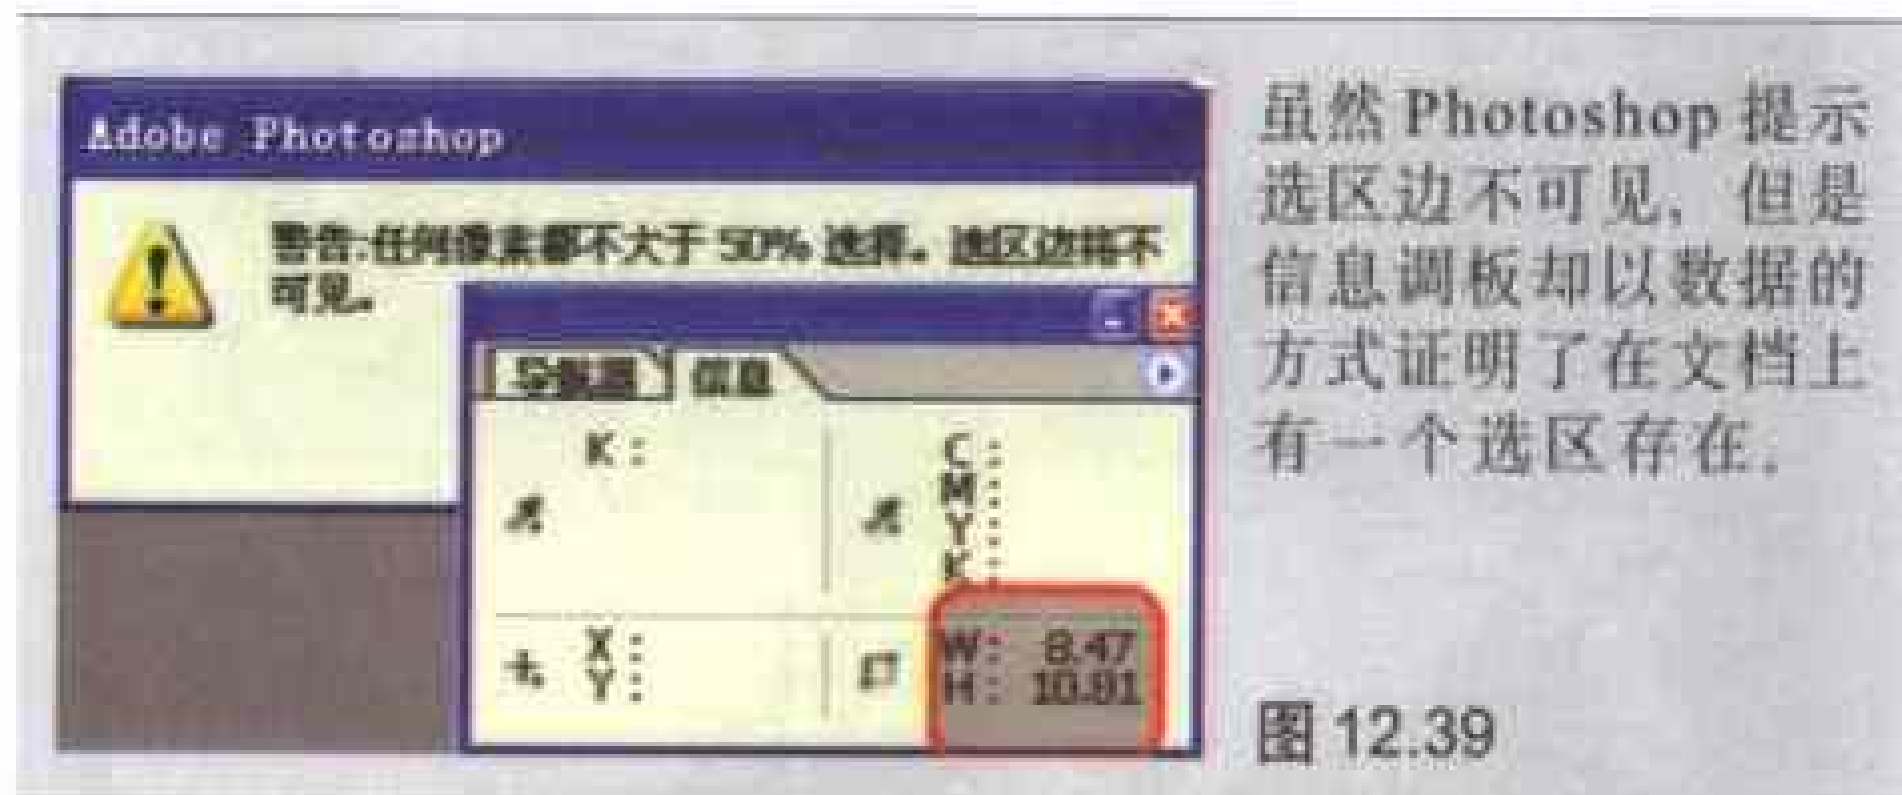 Adobe Photoshop
警告:任何像素都不大于 50% 选择。选区边将不
可见。
导航器 信息
K:
C:
M:
Y:
K:
X:
Y:
W: 8.47
H: 10.81
虽然 Photoshop 提示
选区边不可见，但是
信息调板却以数据的
方式证明了在文档上
有一个选区存在。
图 12.39